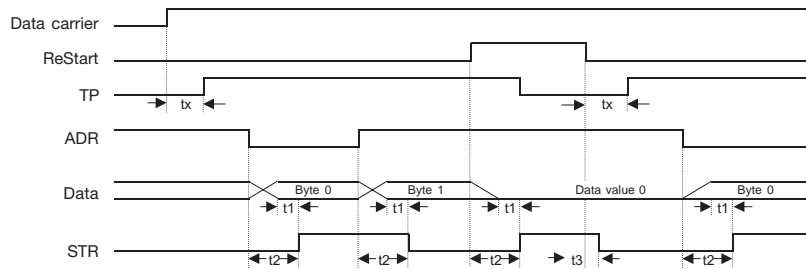 Data carrier
ReStart
TP
tx
tx
ADR
Data
Byte 0
Byte 1
Data value 0
Byte 0
t1
t1
t1
t1
STR
t2
t2
t2
t3
t2